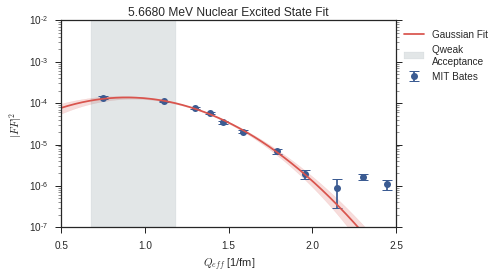 5.6680 MeV Nuclear Excited State Fit
10^-2
10^-3
10^-4
10^-5
10^-6
10^-7
|FF|^2
0.5 1.0 1.5 2.0 2.5
Q_eff [1/fm]
Gaussian Fit
Qweak
Acceptance
MIT Bates